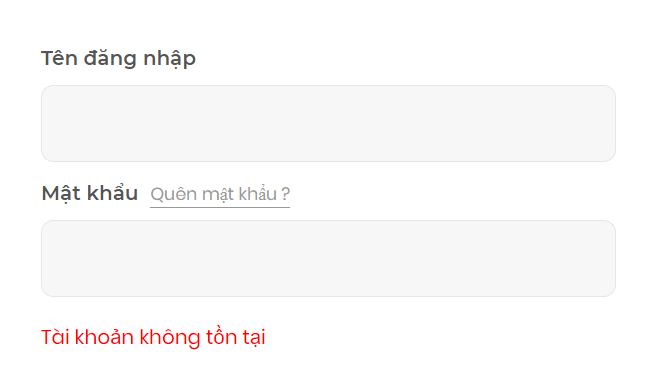 Tên đăng nhập
Mật khẩu Quên mật khẩu ?
Tài khoản không tồn tại